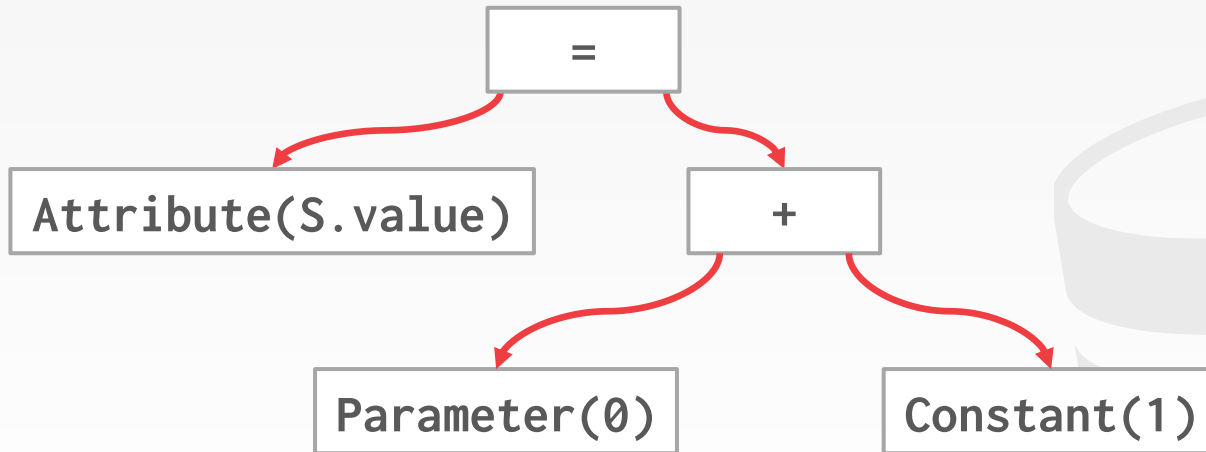 =
Attribute(S.value)
+
Parameter(0)
Constant(1)